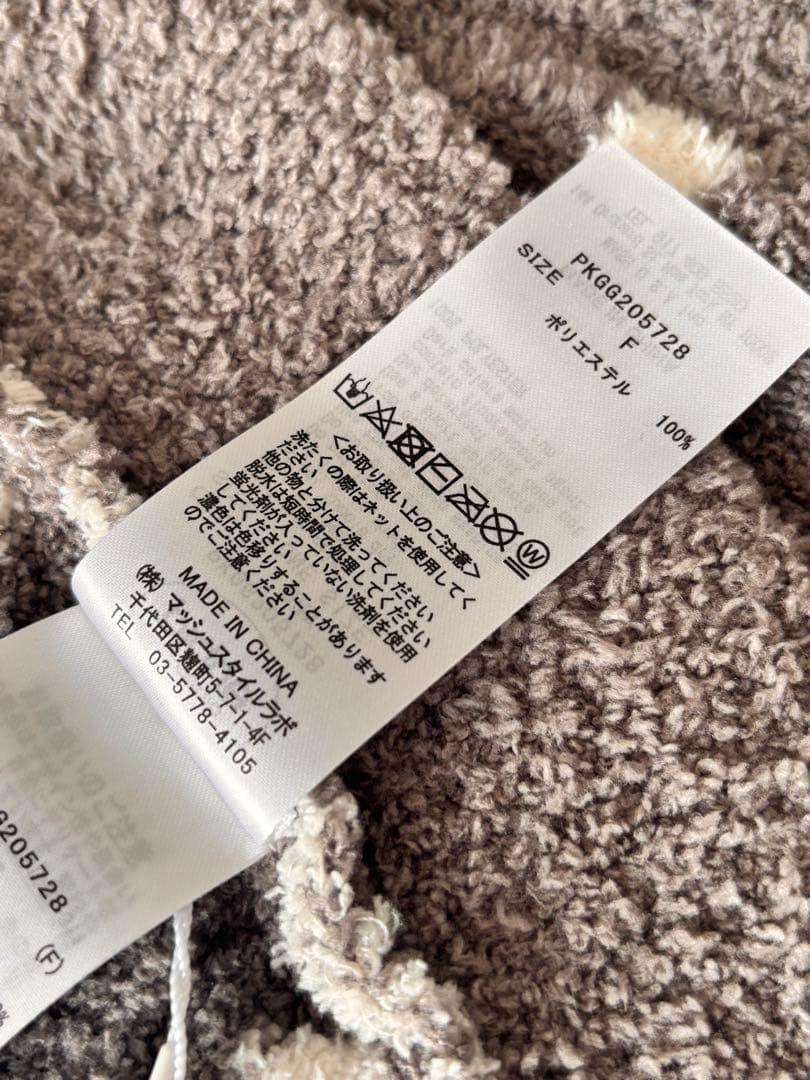 PKGG205728
SIZE F
ポリエステル 100%
<お取り扱い上のご注意>
洗たくの際はネットを使用してく
ださい
他の物と分けて洗ってください
脱水は短時間で処理してください
蛍光剤が入っていない洗剤を使用
してください
濃色は色移りすることがあります
のでご注意ください
MADE IN CHINA
(株) マッシュスタイルラボ
千代田区麹町5-7-1-4F
TEL 03-5778-4105
G205728
(F)